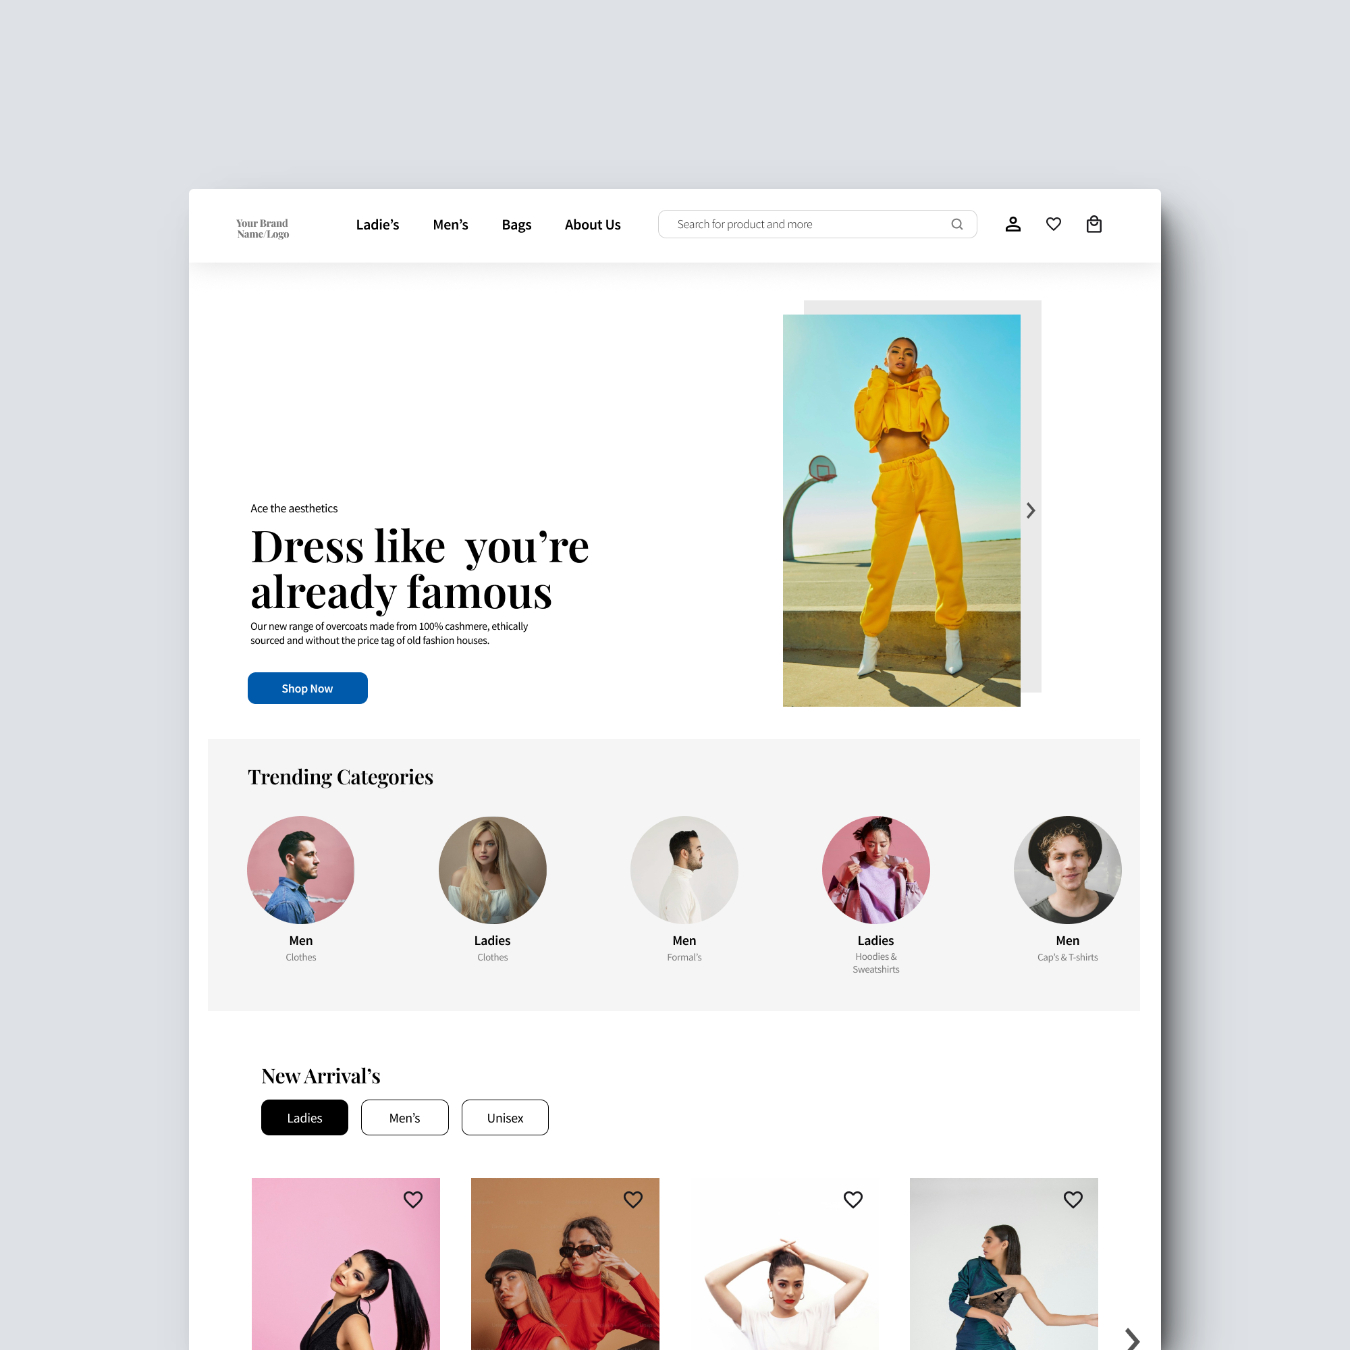 Your Brand
Name/Logo
Ladie's
Men's
Bags
About Us
Search for product and more
Ace the aesthetics
Dress like  you're
already famous
Our new range of overcoats made from 100% cashmere, ethically
sourced and without the price tag of old fashion houses.
Shop Now
Trending Categories
Men
Clothes
Ladies
Clothes
Men
Formal's
Ladies
Hoodies &
Sweatshirts
Men
Cap's & T-shirts
New Arrival's
Ladies
Men's
Unisex